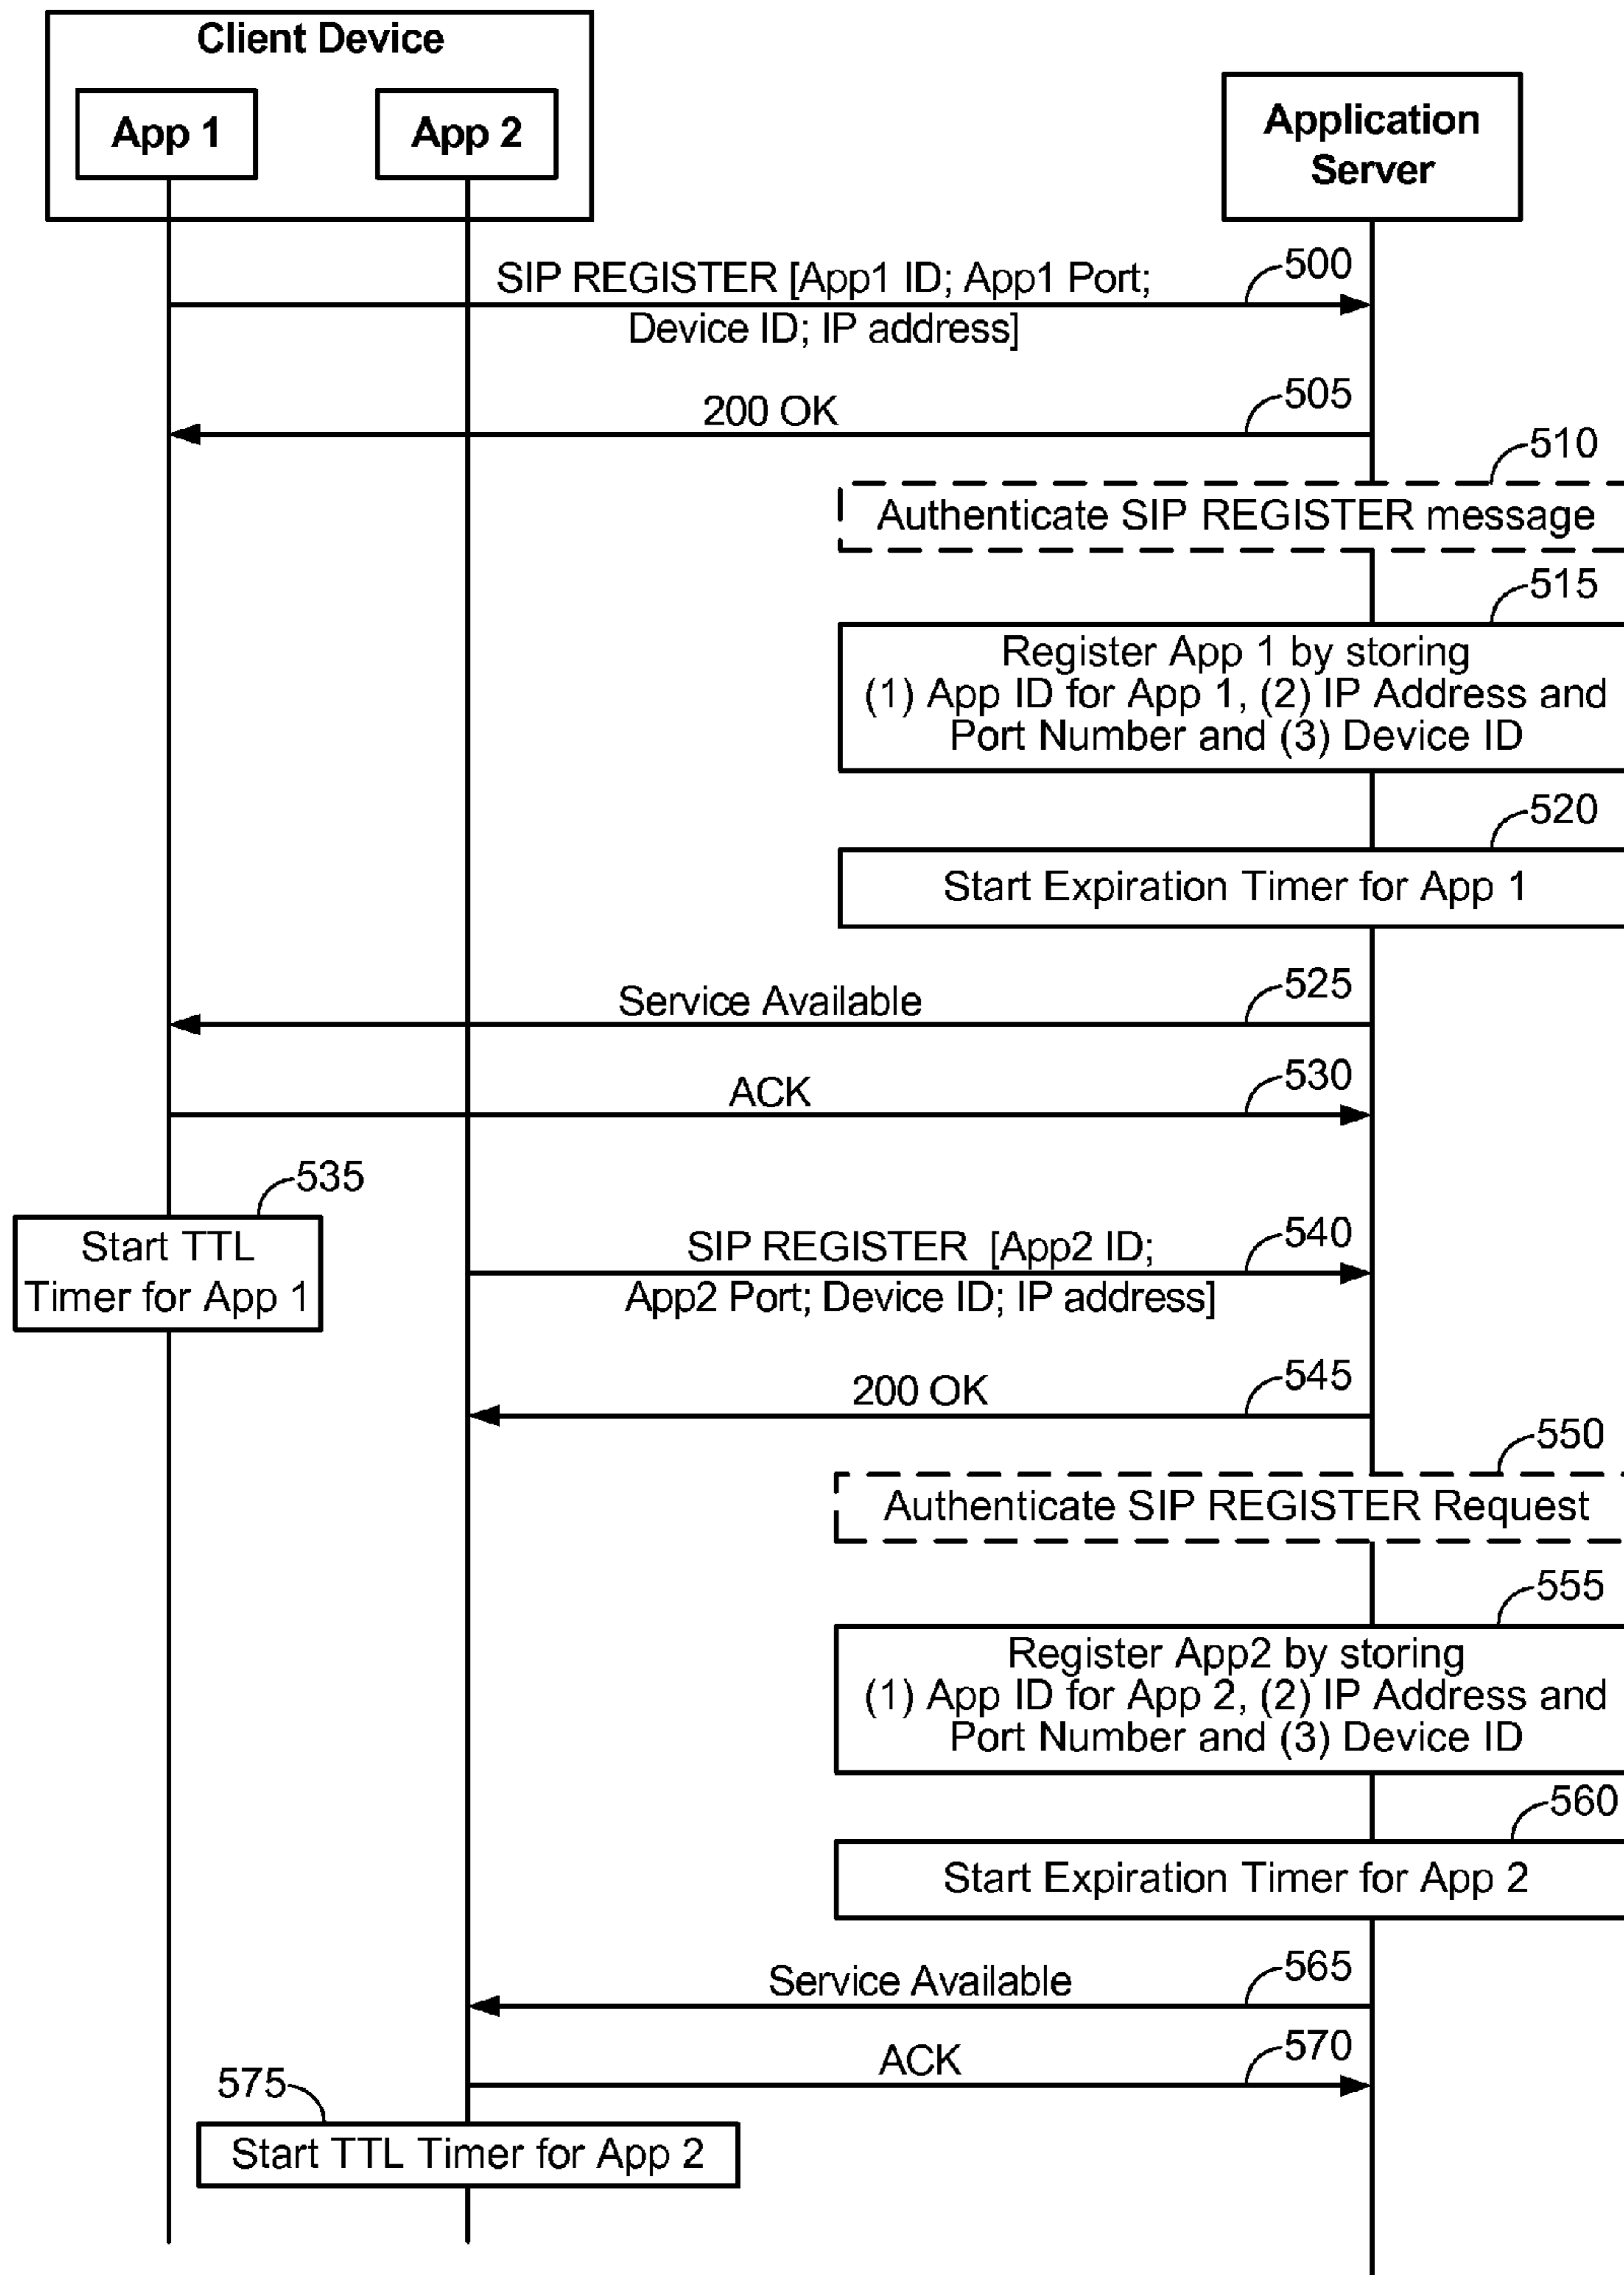 Client Device
App 1
App 2
Application
Server
SIP REGISTER [App1 ID; App1 Port;
500
Device ID; IP address]
200 OK
505
510
Authenticate SIP REGISTER message
515
Register App 1 by storing
(1) App ID for App 1, (2) IP Address and
Port Number and (3) Device ID
520
Start Expiration Timer for App 1
Service Available
525
ACK
530
535
Start TTL
Timer for App 1
SIP REGISTER [App2 ID;
540
App2 Port; Device ID; IP address]
200 OK
545
550
Authenticate SIP REGISTER Request
555
Register App2 by storing
(1) App ID for App 2, (2) IP Address and
Port Number and (3) Device ID
560
Start Expiration Timer for App 2
Service Available
565
ACK
570
575
Start TTL Timer for App 2